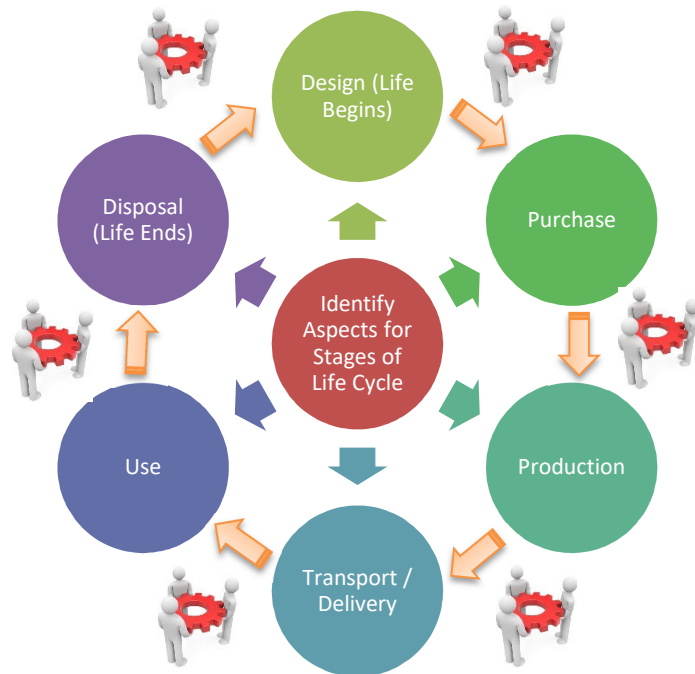 Design (Life
Begins)
Purchase
Production
Transport /
Delivery
Use
Disposal
(Life Ends)
Identify
Aspects for
Stages of
Life Cycle